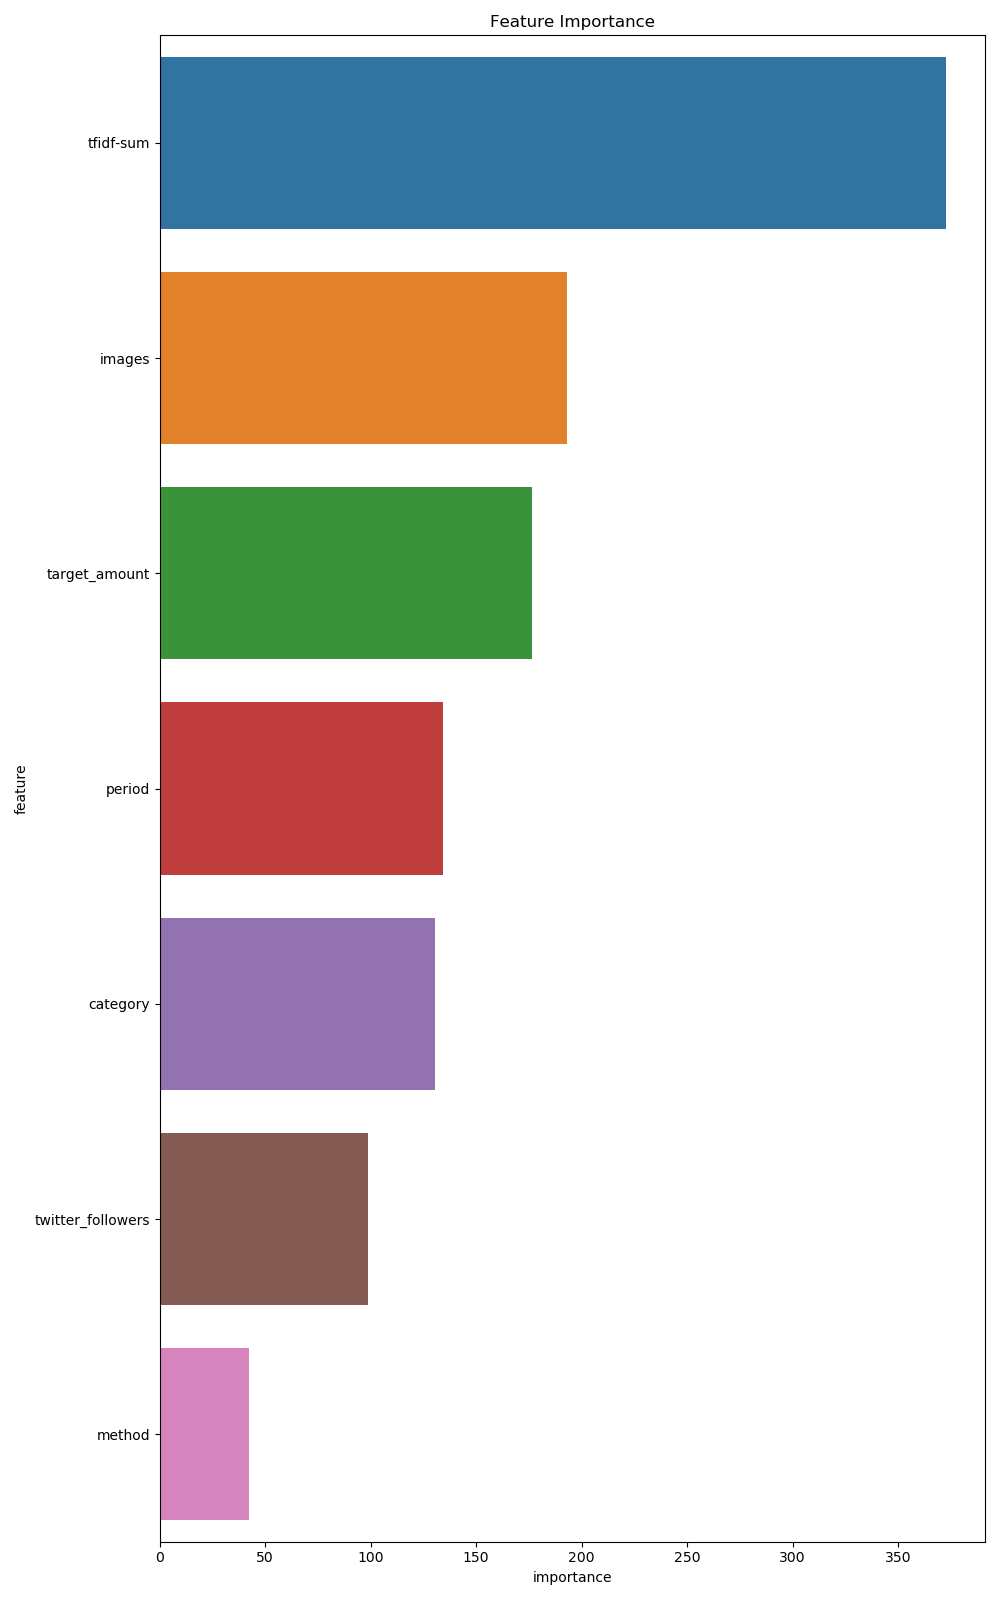 Feature Importance
tfidf-sum
images
target_amount
period
category
twitter_followers
method
feature
0 50 100 150 200 250 300 350
importance